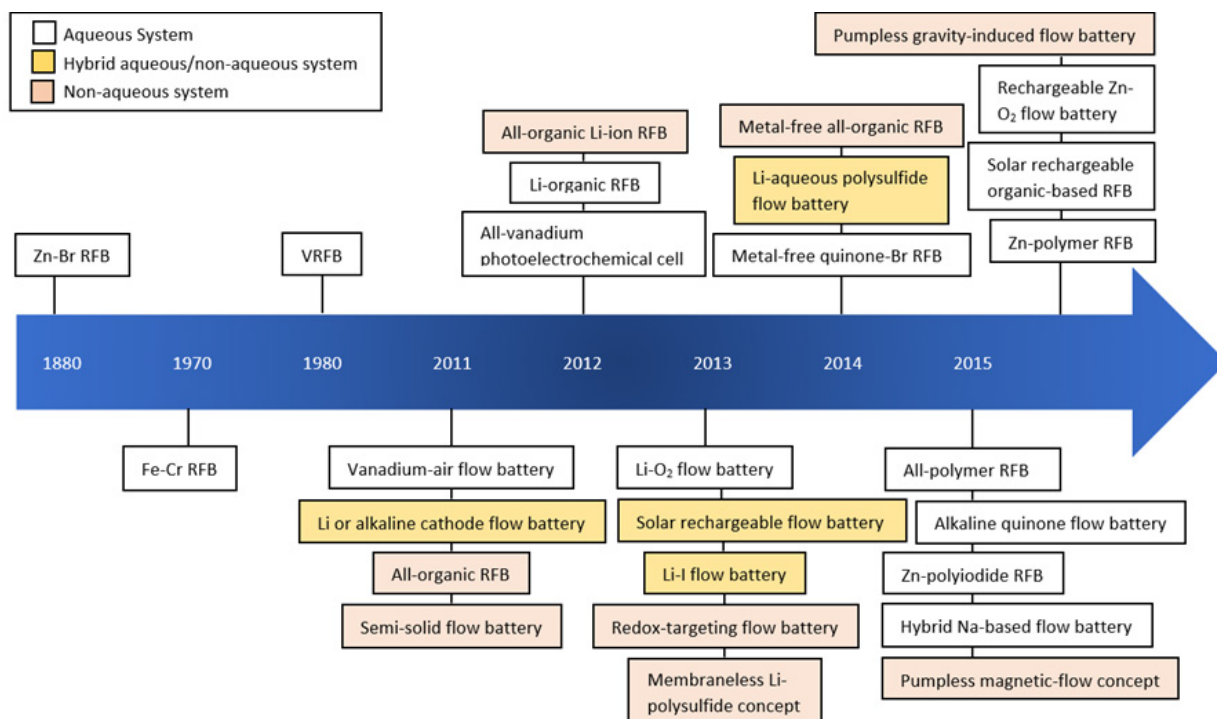 Aqueous System
Hybrid aqueous/non-aqueous system
Non-aqueous system
Pumpless gravity-induced flow battery
Rechargeable Zn-
O₂ flow battery
Solar rechargeable
organic-based RFB
Zn-polymer RFB
All-organic Li-ion RFB
Li-organic RFB
All-vanadium
photoelectrochemical cell
Metal-free all-organic RFB
Li-aqueous polysulfide
flow battery
Metal-free quinone-Br RFB
Zn-Br RFB
VRFB
1880
1970
1980
2011
2012
2013
2014
2015
Fe-Cr RFB
Vanadium-air flow battery
Li or alkaline cathode flow battery
All-organic RFB
Semi-solid flow battery
Li-O₂ flow battery
Solar rechargeable flow battery
Li-I flow battery
Redox-targeting flow battery
Membraneless Li-
polysulfide concept
All-polymer RFB
Alkaline quinone flow battery
Zn-polyiodide RFB
Hybrid Na-based flow battery
Pumpless magnetic-flow concept